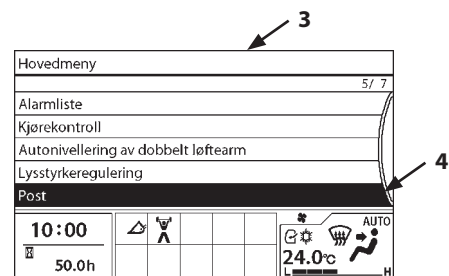 3
Hovedmeny
5/ 7
Alarmliste
Kjørekontroll
Autonivellering av dobbelt løftearm
Lysstyrkeregulering
Post
4
10:00
50.0h
AUTO
24.0℃
L H